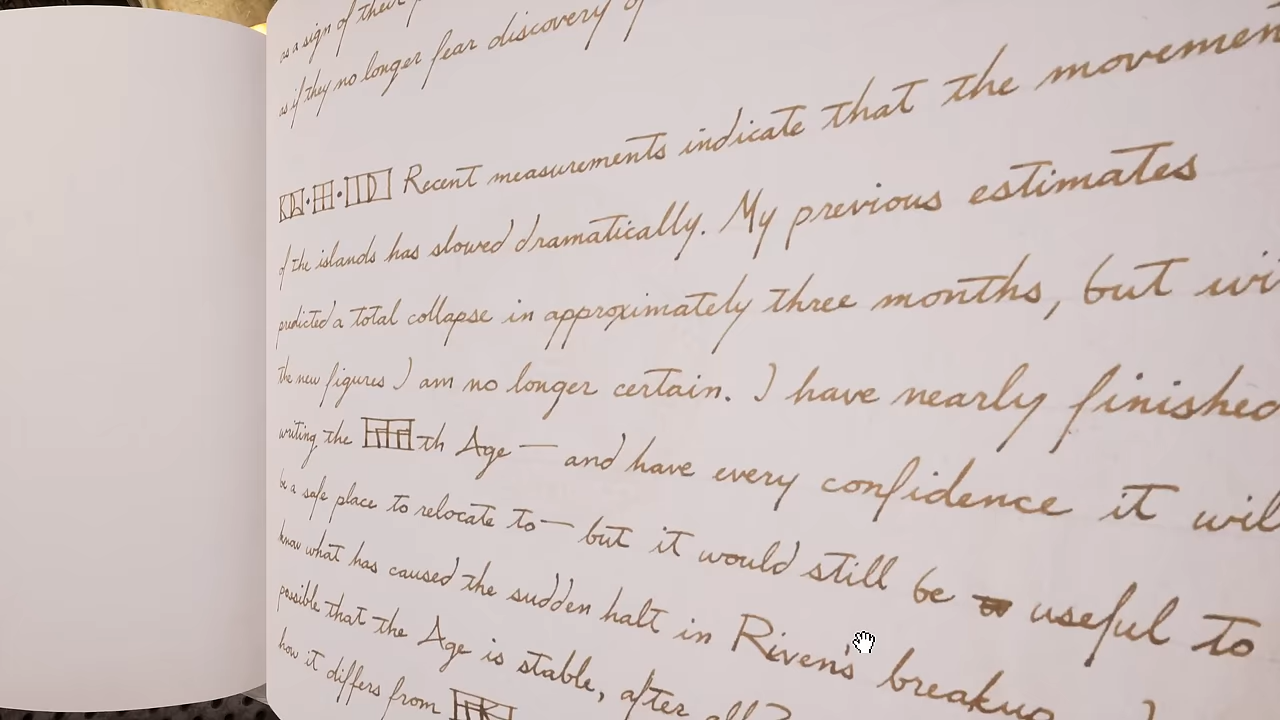 as a sign of their
as if they no longer fear discovery
Recent measurements indicate that the movemen
of the islands has slowed dramatically. My previous estimates
predicted a total collapse in approximately three months, but wi
the new figures I am no longer certain. I have nearly finished
writing the th Age — and have every confidence it wil
be a safe place to relocate to — but it would still be useful to
know what has caused the sudden halt in Riven's breakup
possible that the Age is stable, after all?
how it differs from